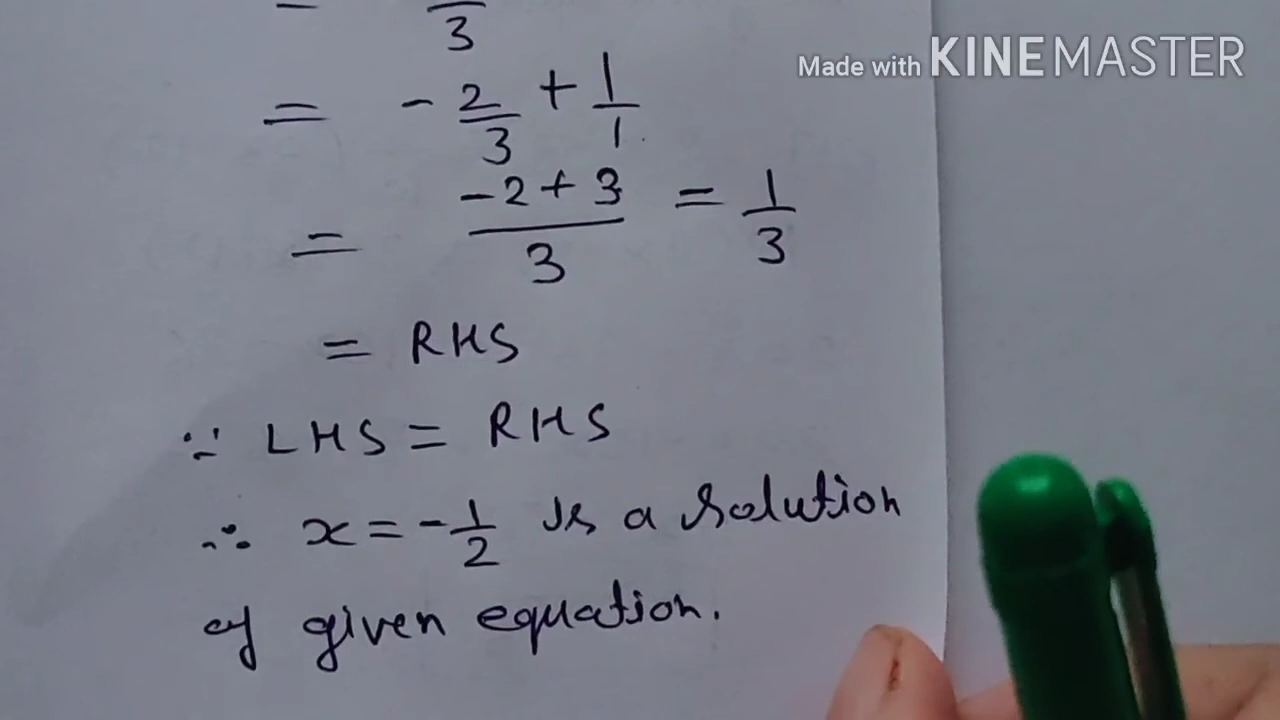 Made with KINEMASTER
= - —/3
= - 2/3 + 1/1
= (-2 + 3)/3 = 1/3
= RHS
∵ LHS = RHS
∴ x = - 1/2 is a solution
of given equation.